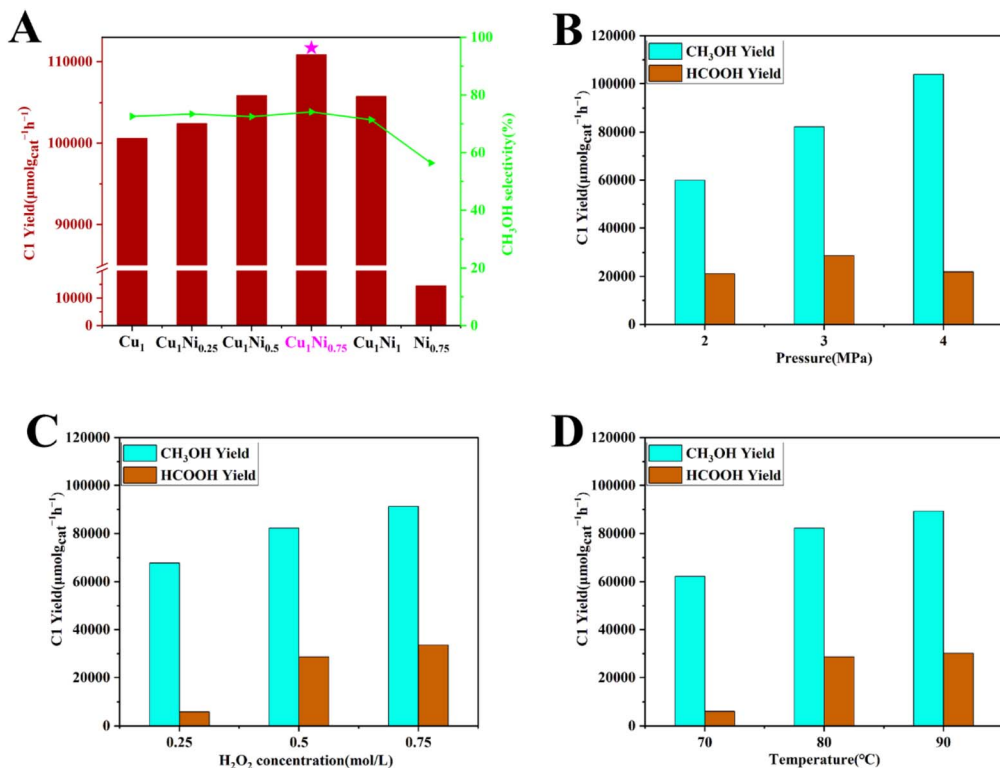 A
C1 Yield(μmolg_cat⁻¹h⁻¹)
110000
100000
90000
10000
0
100
80
60
40
20
0
CH₃OH selectivity(%)
Cu₁ Cu₁Ni₀.₂₅ Cu₁Ni₀.₅ Cu₁Ni₀.₇₅ Cu₁Ni₁ Ni₀.₇₅
B
CH₃OH Yield
HCOOH Yield
C1 Yield(μmolg_cat⁻¹h⁻¹)
120000
100000
80000
60000
40000
20000
0
2 3 4
Pressure(MPa)
C
CH₃OH Yield
HCOOH Yield
C1 Yield(μmolg_cat⁻¹h⁻¹)
120000
100000
80000
60000
40000
20000
0
0.25 0.5 0.75
H₂O₂ concentration(mol/L)
D
CH₃OH Yield
HCOOH Yield
C1 Yield(μmolg_cat⁻¹h⁻¹)
120000
100000
80000
60000
40000
20000
0
70 80 90
Temperature(℃)